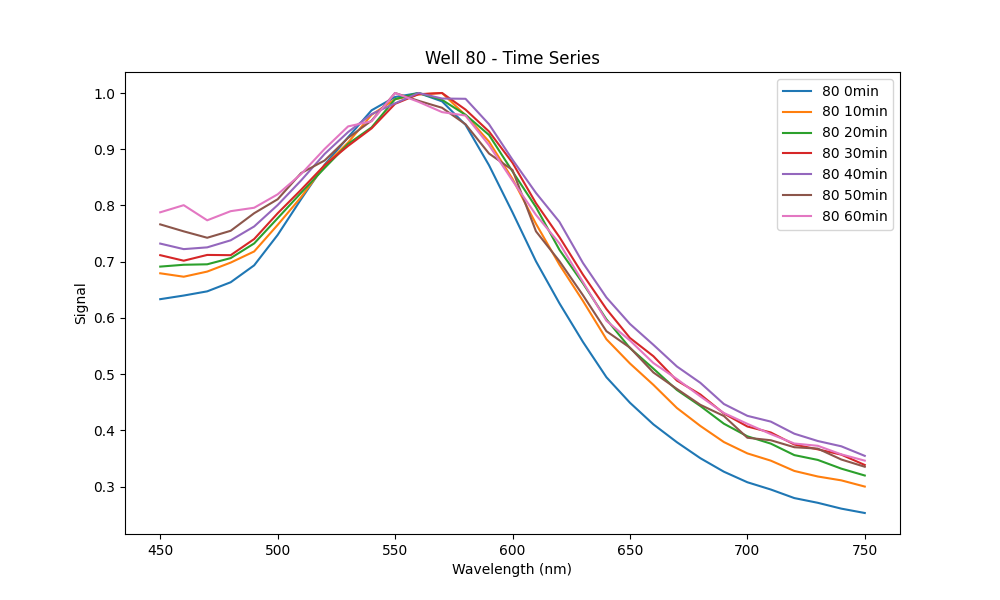 Well 80 - Time Series
1.0
0.9
0.8
0.7
0.6
0.5
0.4
0.3
Signal
80 0min
80 10min
80 20min
80 30min
80 40min
80 50min
80 60min
450
500
550
600
650
700
750
Wavelength (nm)